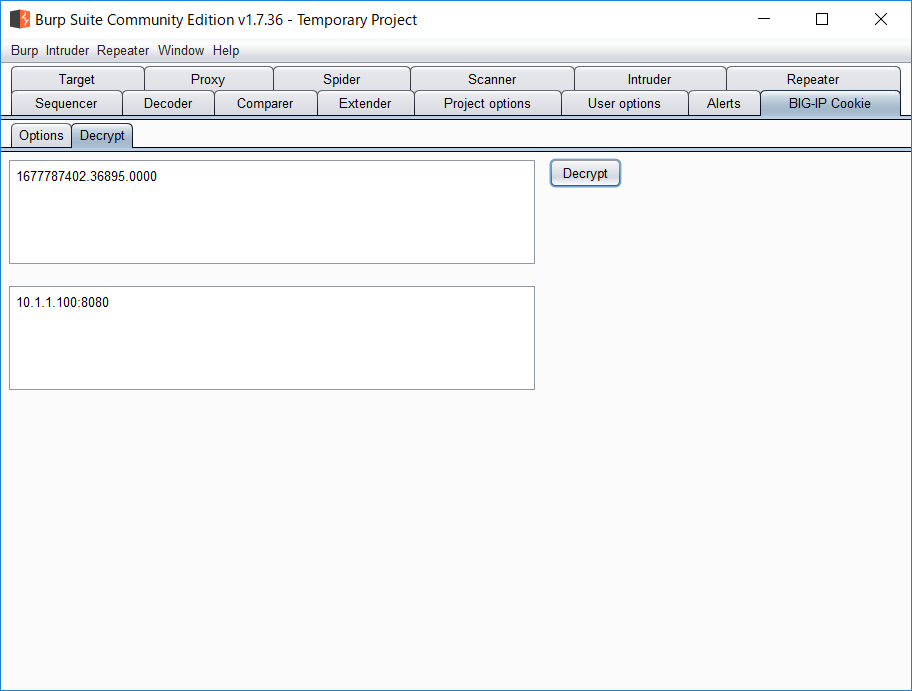 Burp Suite Community Edition v1.7.36 - Temporary Project
Burp Intruder Repeater Window Help
Target Proxy Spider Scanner Intruder Repeater
Sequencer Decoder Comparer Extender Project options User options Alerts BIG-IP Cookie
Options Decrypt
1677787402.36895.0000
Decrypt
10.1.1.100:8080